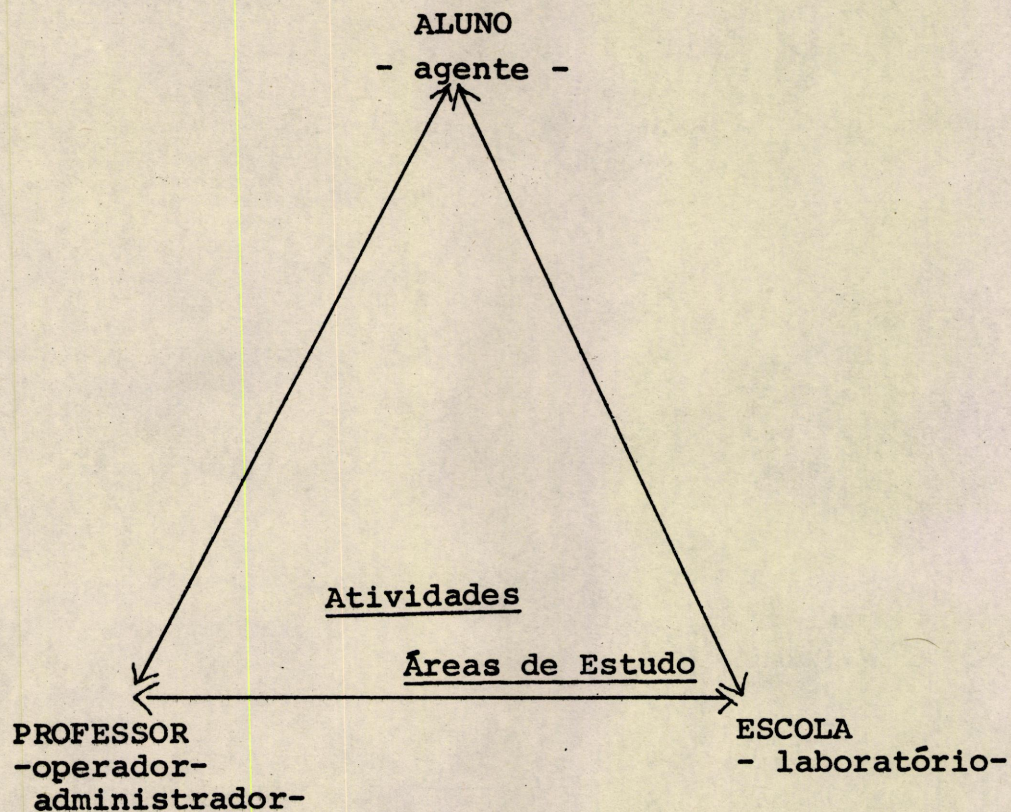 ALUNO
- agente -
Atividades
Áreas de Estudo
PROFESSOR
-operador-
administrador-
ESCOLA
- laboratório-